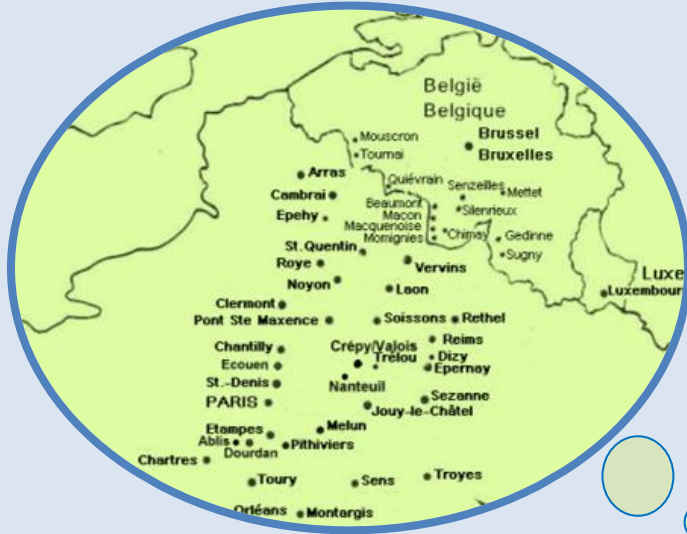 België
Belgique
Brussel
Bruxelles
Mouscron
Tournai
Arras
Quiévrain
Senzeilles
Mettet
Cambrai
Beaumont
Silenrieux
Epehy
Macon
Macquenoise
Chimay
Momignies
Gedinne
St.Quentin
Sugny
Roye
Vervins
Luxe
Noyon
Laon
Luxembour
Clermont
Pont Ste Maxence
Soissons
Rethel
Reims
Chantilly
Crépy/Valois
Trélou
Dizy
Ecouen
Epernay
St.-Denis
Nanteuil
PARIS
Sezanne
Jouy-le-Châtel
Etampes
Melun
Ablis
Dourdan
Pithiviers
Chartres
Toury
Sens
Troyes
Orléans
Montargis